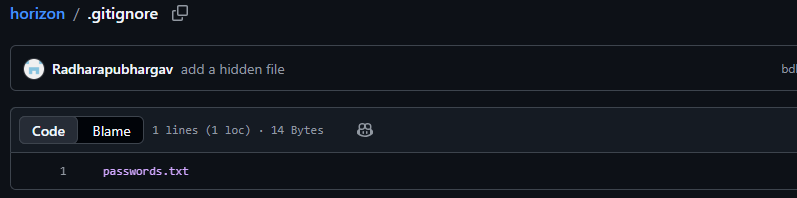 horizon / .gitignore
Radharapubhargav add a hidden file
Code Blame 1 lines (1 loc) · 14 Bytes
1 passwords.txt